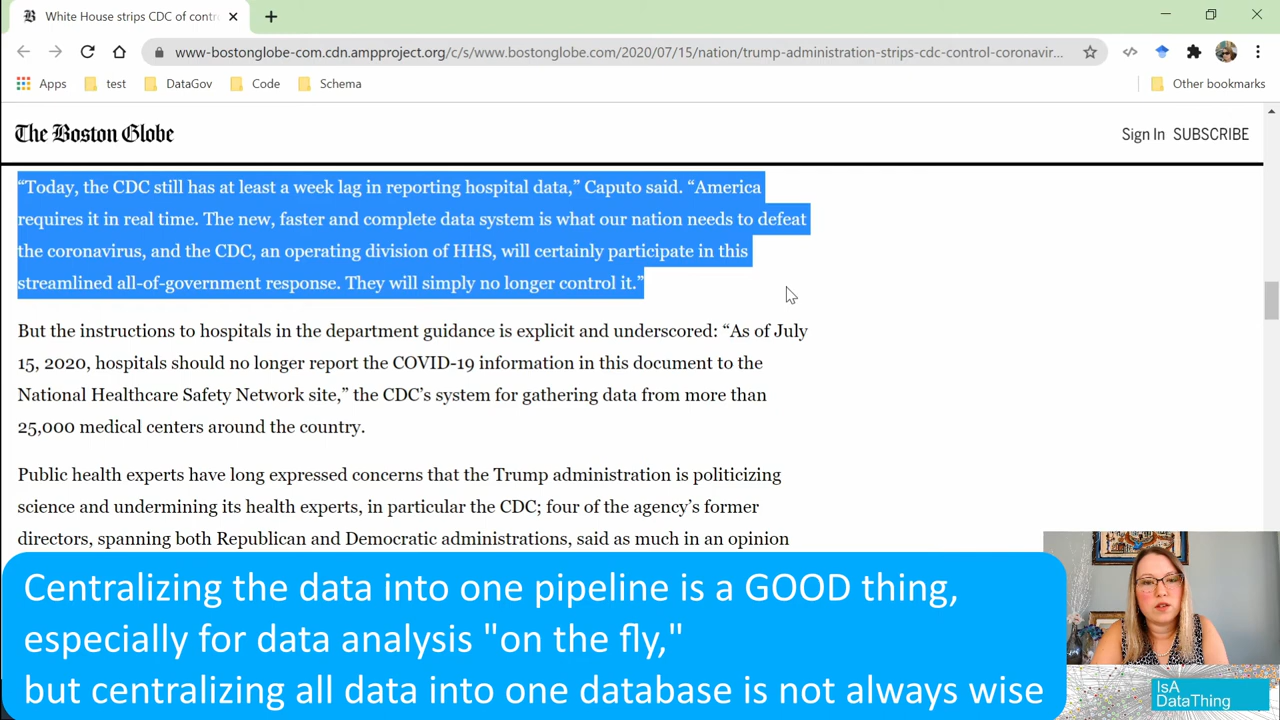 White House strips CDC of contr
www-bostonglobe-com.cdn.ampproject.org/c/s/www.bostonglobe.com/2020/07/15/nation/trump-administration-strips-cdc-control-coronavir...
Apps test DataGov Code Schema Other bookmarks
The Boston Globe Sign In SUBSCRIBE
“Today, the CDC still has at least a week lag in reporting hospital data,” Caputo said. “America
requires it in real time. The new, faster and complete data system is what our nation needs to defeat
the coronavirus, and the CDC, an operating division of HHS, will certainly participate in this
streamlined all-of-government response. They will simply no longer control it.”
But the instructions to hospitals in the department guidance is explicit and underscored: “As of July
15, 2020, hospitals should no longer report the COVID-19 information in this document to the
National Healthcare Safety Network site,” the CDC’s system for gathering data from more than
25,000 medical centers around the country.
Public health experts have long expressed concerns that the Trump administration is politicizing
science and undermining its health experts, in particular the CDC; four of the agency’s former
directors, spanning both Republican and Democratic administrations, said as much in an opinion
Centralizing the data into one pipeline is a GOOD thing,
especially for data analysis "on the fly,"
but centralizing all data into one database is not always wise
IsA
DataThing